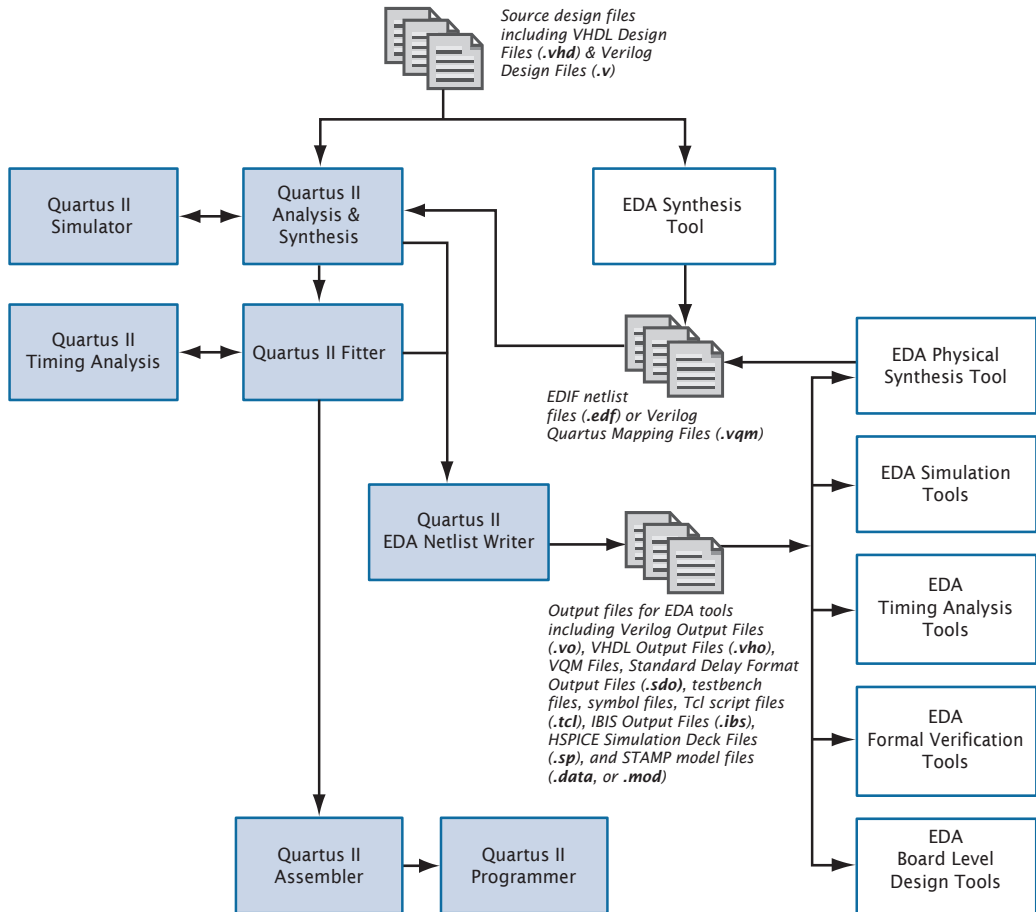 Source design files
including VHDL Design
Files (.vhd) & Verilog
Design Files (.v)
Quartus II
Simulator
Quartus II
Analysis &
Synthesis
EDA Synthesis
Tool
Quartus II
Timing Analysis
Quartus II Fitter
EDA Physical
Synthesis Tool
EDIF netlist
files (.edf) or Verilog
Quartus Mapping Files (.vqm)
EDA Simulation
Tools
Quartus II
EDA Netlist Writer
Output files for EDA tools
including Verilog Output Files
(.vo), VHDL Output Files (.vho),
VQM Files, Standard Delay Format
Output Files (.sdo), testbench
files, symbol files, Tcl script files
(.tcl), IBIS Output Files (.ibs),
HSPICE Simulation Deck Files
(.sp), and STAMP model files
(.data, or .mod)
EDA
Timing Analysis
Tools
EDA
Formal Verification
Tools
Quartus II
Assembler
Quartus II
Programmer
EDA
Board Level
Design Tools